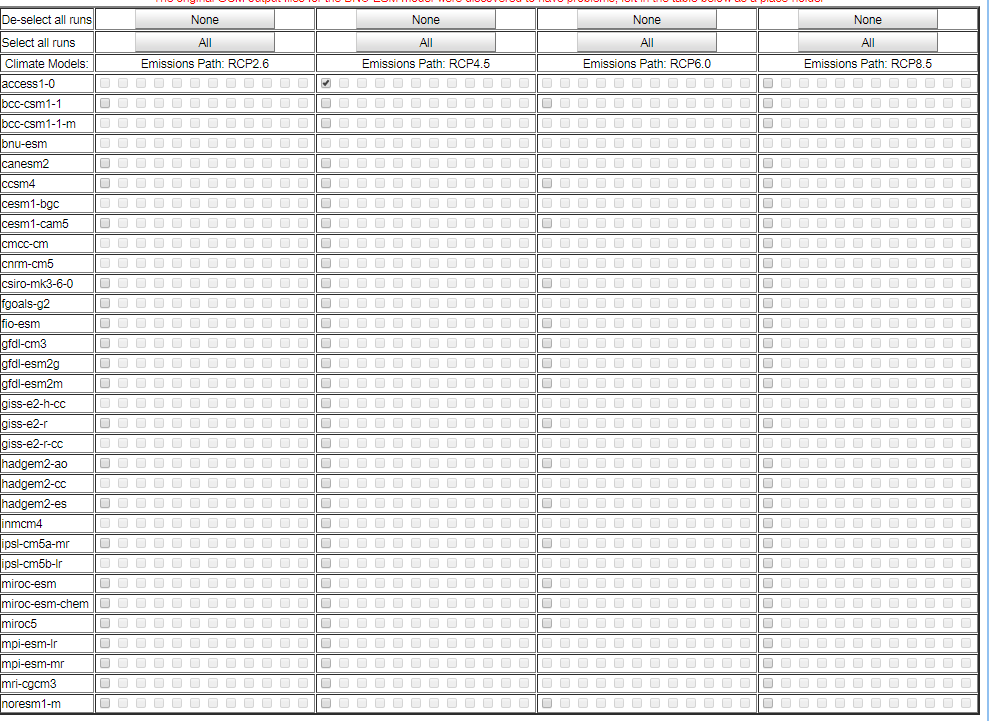 De-select all runs None None None None
Select all runs All All All All
Climate Models: Emissions Path: RCP2.6 Emissions Path: RCP4.5 Emissions Path: RCP6.0 Emissions Path: RCP8.5
access1-0
bcc-csm1-1
bcc-csm1-1-m
bnu-esm
canesm2
ccsm4
cesm1-bgc
cesm1-cam5
cmcc-cm
cnrm-cm5
csiro-mk3-6-0
fgoals-g2
fio-esm
gfdl-cm3
gfdl-esm2g
gfdl-esm2m
giss-e2-h-cc
giss-e2-r
giss-e2-r-cc
hadgem2-ao
hadgem2-cc
hadgem2-es
inmcm4
ipsl-cm5a-mr
ipsl-cm5b-lr
miroc-esm
miroc-esm-chem
miroc5
mpi-esm-lr
mpi-esm-mr
mri-cgcm3
noresm1-m